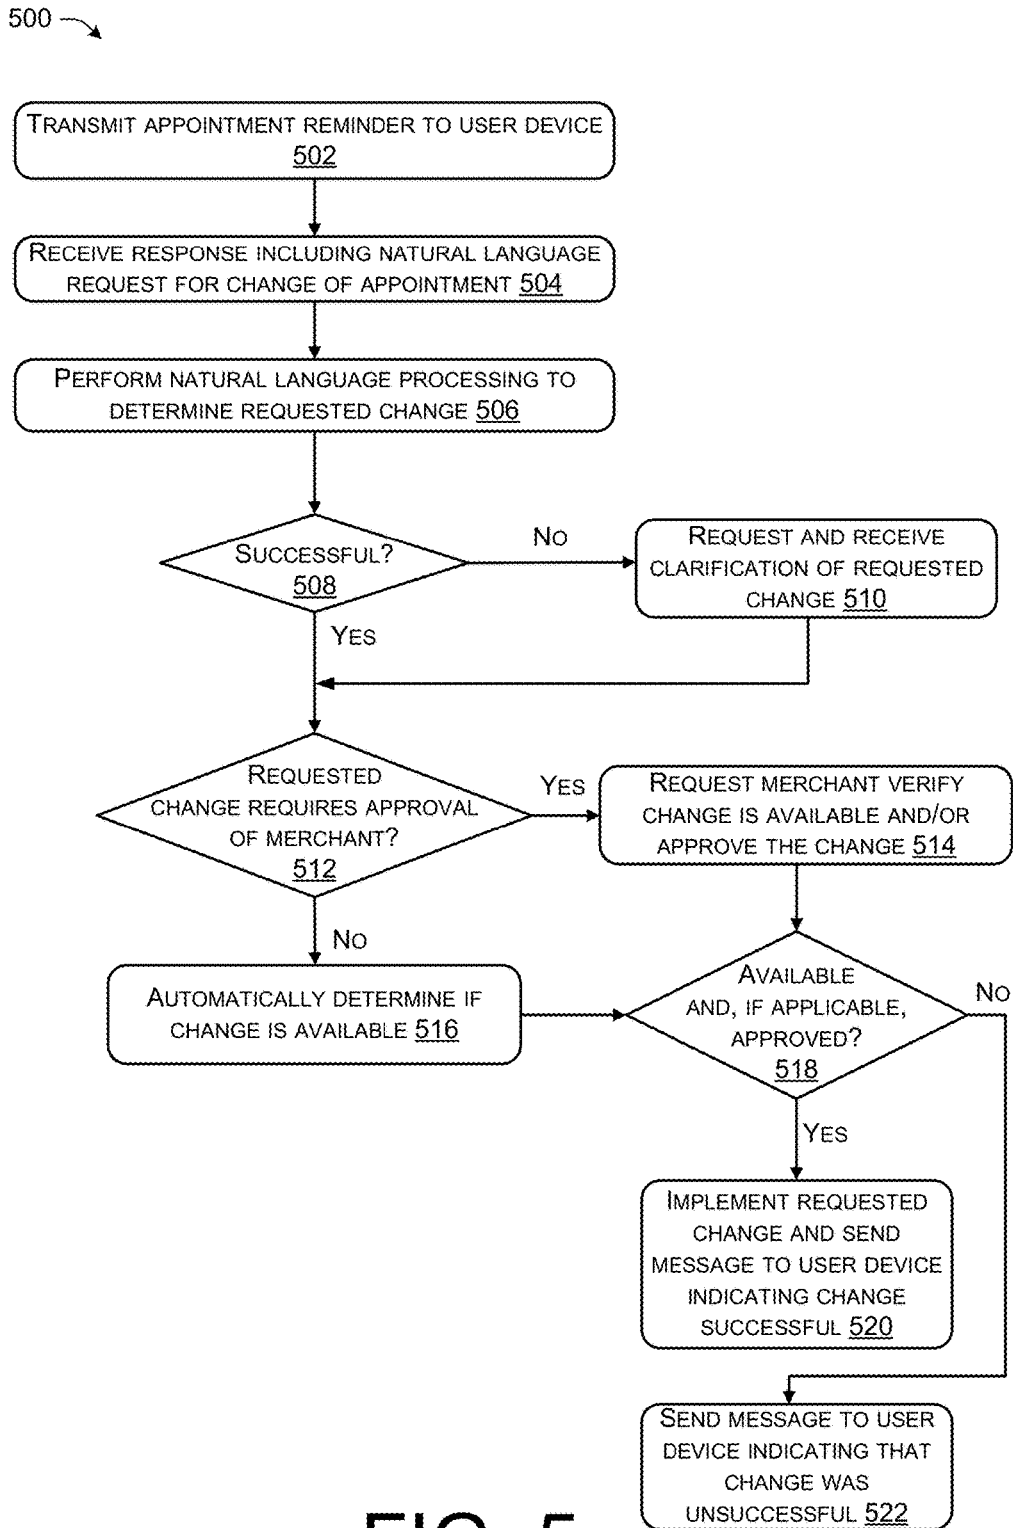 500
TRANSMIT APPOINTMENT REMINDER TO USER DEVICE
502
RECEIVE RESPONSE INCLUDING NATURAL LANGUAGE
REQUEST FOR CHANGE OF APPOINTMENT 504
PERFORM NATURAL LANGUAGE PROCESSING TO
DETERMINE REQUESTED CHANGE 506
SUCCESSFUL?
508
NO
REQUEST AND RECEIVE
CLARIFICATION OF REQUESTED
CHANGE 510
YES
REQUESTED
CHANGE REQUIRES APPROVAL
OF MERCHANT?
512
YES
REQUEST MERCHANT VERIFY
CHANGE IS AVAILABLE AND/OR
APPROVE THE CHANGE 514
NO
AUTOMATICALLY DETERMINE IF
CHANGE IS AVAILABLE 516
AVAILABLE
AND, IF APPLICABLE,
APPROVED?
518
NO
YES
IMPLEMENT REQUESTED
CHANGE AND SEND
MESSAGE TO USER DEVICE
INDICATING CHANGE
SUCCESSFUL 520
SEND MESSAGE TO USER
DEVICE INDICATING THAT
CHANGE WAS
UNSUCCESSFUL 522
FIG. 5